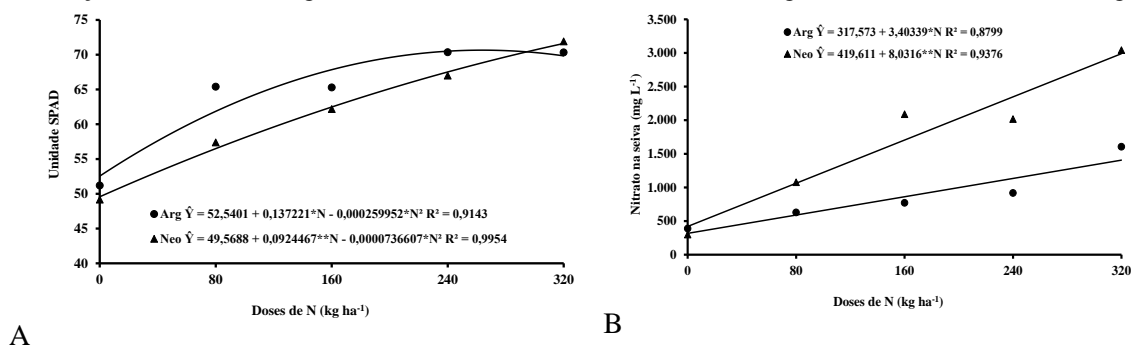 80
75
70
65
60
55
50
45
40
Unidade SPAD
Arg Ŷ = 52,5401 + 0,137221*N - 0,000259952*N² R² = 0,9143
Neo Ŷ = 49,5688 + 0,0924467**N - 0,0000736607*N² R² = 0,9954
0 80 160 240 320
Doses de N (kg ha⁻¹)
A
3.500
3.000
2.500
2.000
1.500
1.000
500
0
Nitrato na seiva (mg L⁻¹)
Arg Ŷ = 317,573 + 3,40339*N R² = 0,8799
Neo Ŷ = 419,611 + 8,0316**N R² = 0,9376
0 80 160 240 320
Doses de N (kg ha⁻¹)
B